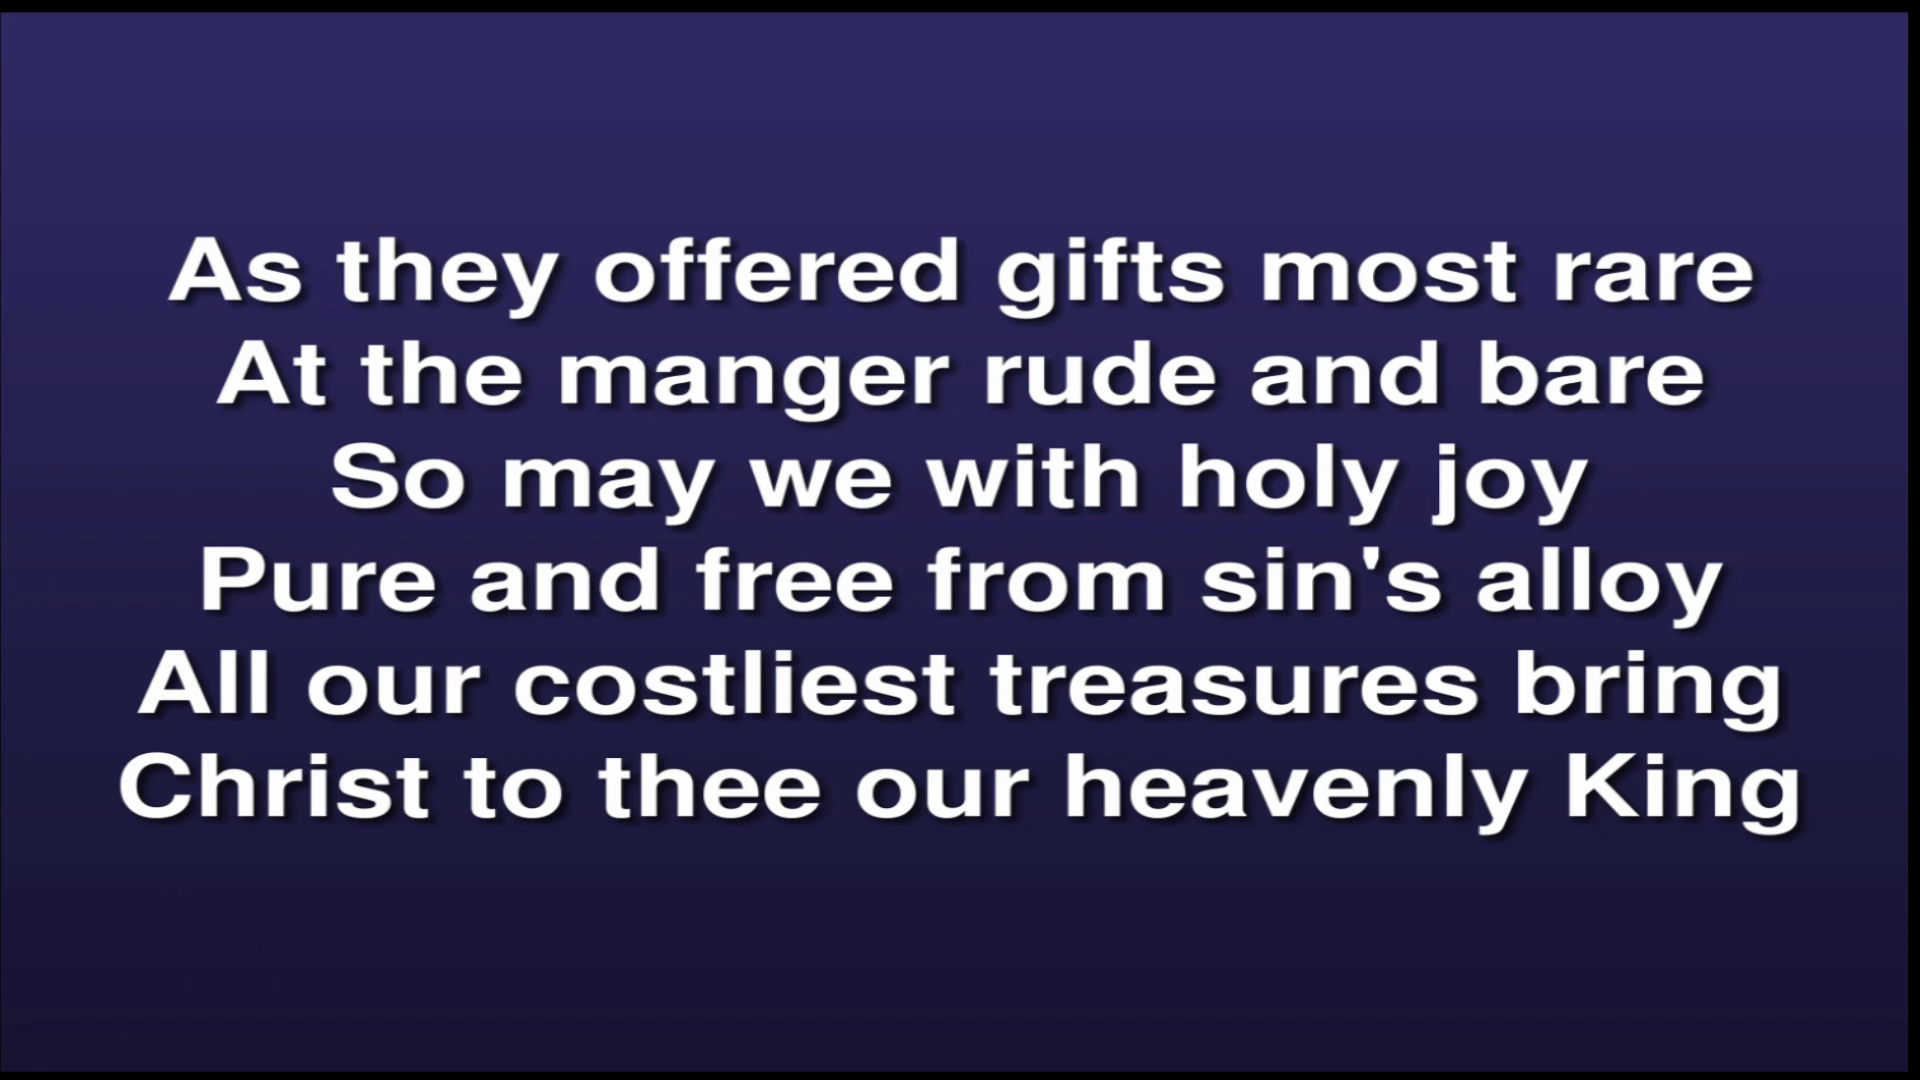 As they offered gifts most rare
At the manger rude and bare
So may we with holy joy
Pure and free from sin's alloy
All our costliest treasures bring
Christ to thee our heavenly King